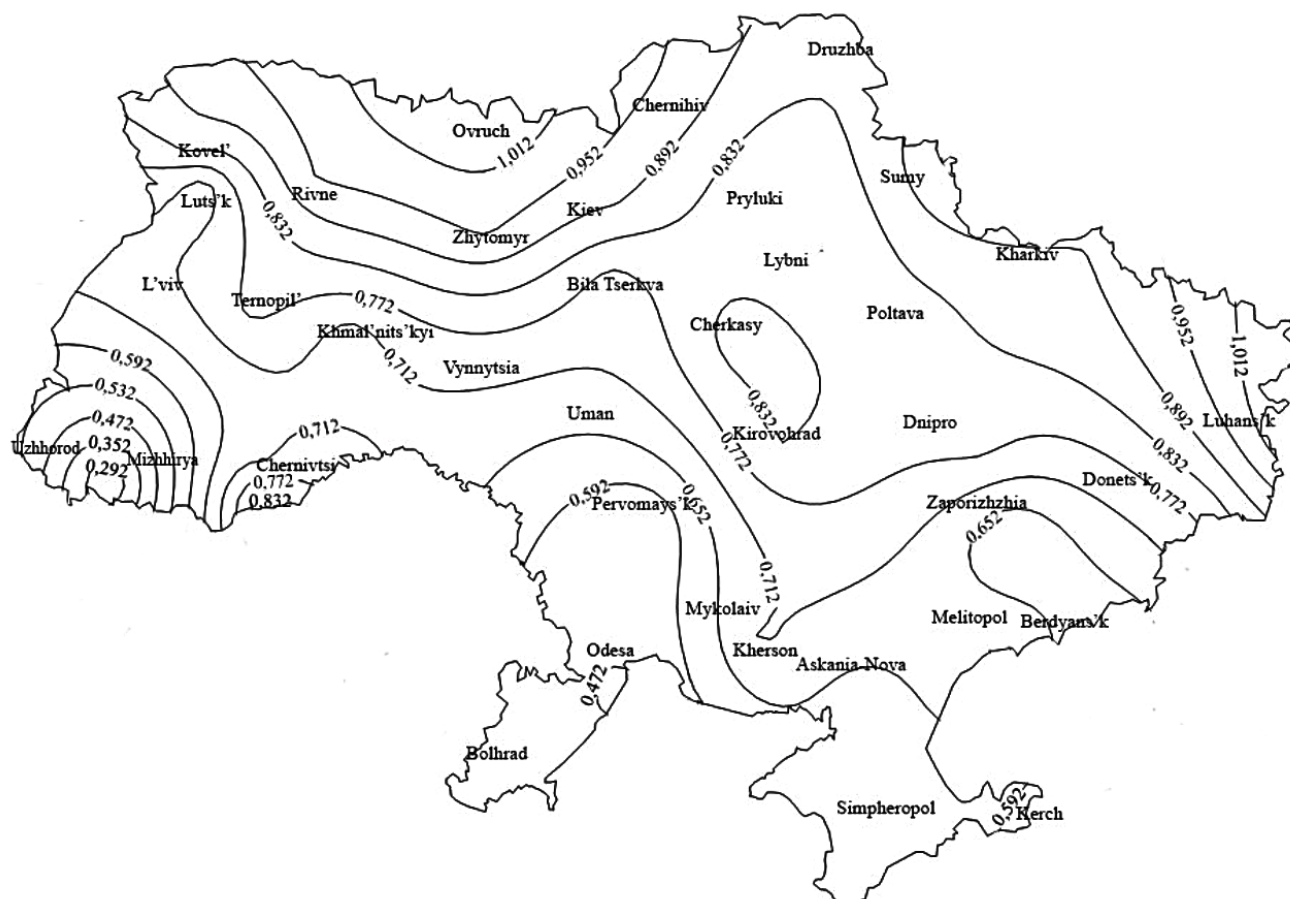 Druzhba
Chernihiv
Ovruch
1,012
0,952
0,892
0,832
Kovel'
Sumy
Rivne
Luts'k
Pryluki
Kiev
0,832
Zhytomyr
Kharkiv
Lybni
L'viv
Bila Tserkva
Ternopil'
0,772
0,952
Poltava
Cherkasy
Khmal'nits'kyi
1,012
0,592
0,712
Vynnytsia
0,532
0,892
0,832
Uman
0,472
Luhans'k
Dnipro
0,712
Kirovohrad
Uzhhorod
0,352
Mizhhirya
0,832
Chernivtsi
0,292
0,772
0,772
Donets'k
0,832
0,592
0,652
0,772
Pervomays'k
Zaporizhzhia
0,652
0,712
Mykolaiv
Melitopol
Berdyans'k
Odesa
Kherson
Askania-Nova
0,472
Bolhrad
Simpheropol
0,592
Kerch